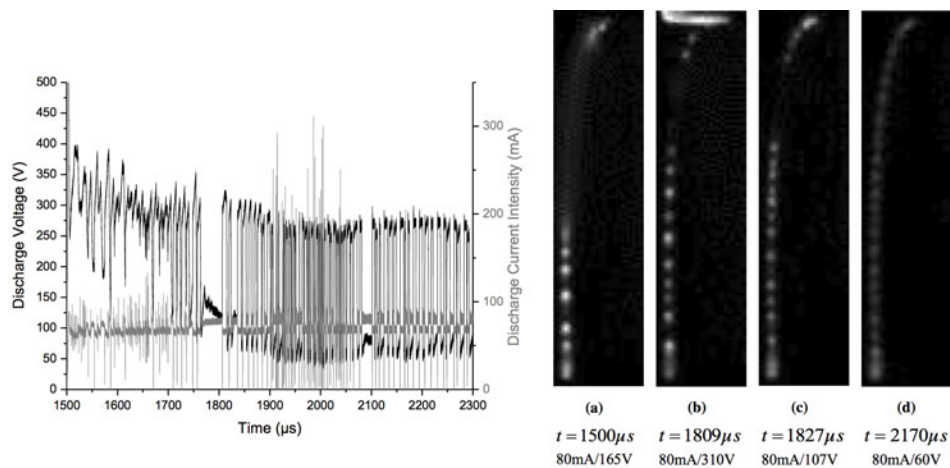 500
450
400
350
300
250
200
150
100
50
0
Discharge Voltage (V)
1500 1600 1700 1800 1900 2000 2100 2200 2300
Time (µs)
300
200
100
0
Discharge Current Intensity (mA)
(a) (b) (c) (d)
t = 1500µs t = 1809µs t = 1827µs t = 2170µs
80mA/165V 80mA/310V 80mA/107V 80mA/60V